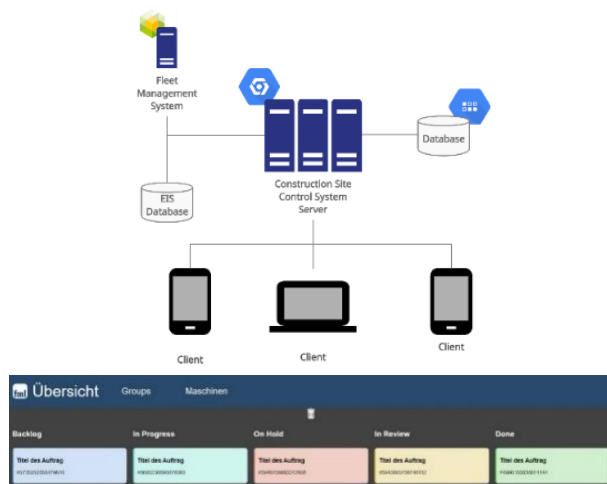 Fleet
Management
System
Database
EIS
Database
Construction Site
Control System
Server
Client
Client
Client
fml Übersicht Groups Maschinen
Backlog In Progress On Hold In Review Done
Titel des Auftrag Titel des Auftrag Titel des Auftrag Titel des Auftrag Titel des Auftrag